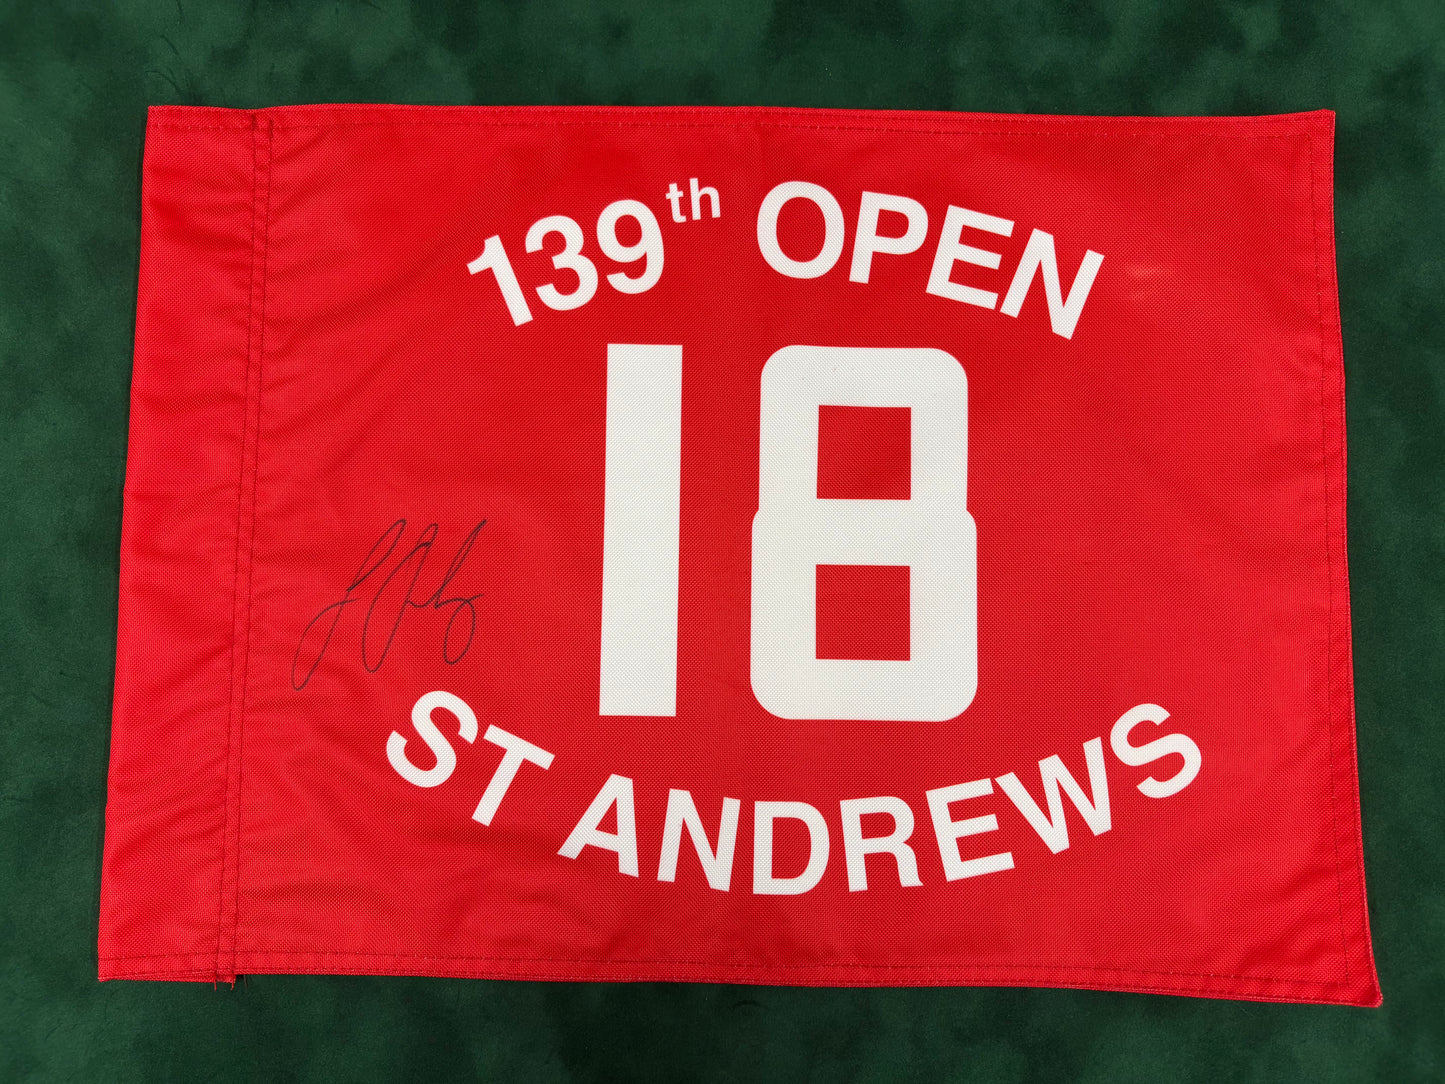 139th OPEN
18
ST ANDREWS